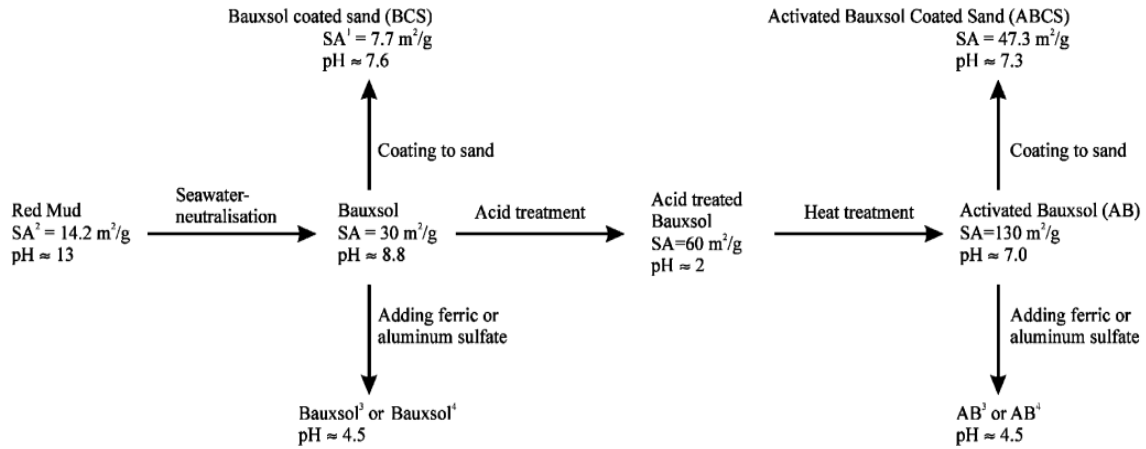 Bauxsol coated sand (BCS)
SA¹ = 7.7 m²/g
pH ≈ 7.6
Activated Bauxsol Coated Sand (ABCS)
SA = 47.3 m²/g
pH ≈ 7.3
Coating to sand
Coating to sand
Red Mud
SA² = 14.2 m²/g
pH ≈ 13
Seawater-
neutralisation
Bauxsol
SA = 30 m²/g
pH ≈ 8.8
Acid treatment
Acid treated
Bauxsol
SA=60 m²/g
pH ≈ 2
Heat treatment
Activated Bauxsol (AB)
SA=130 m²/g
pH ≈ 7.0
Adding ferric or
aluminum sulfate
Adding ferric or
aluminum sulfate
Bauxsol³ or Bauxsol⁴
pH ≈ 4.5
AB³ or AB⁴
pH ≈ 4.5